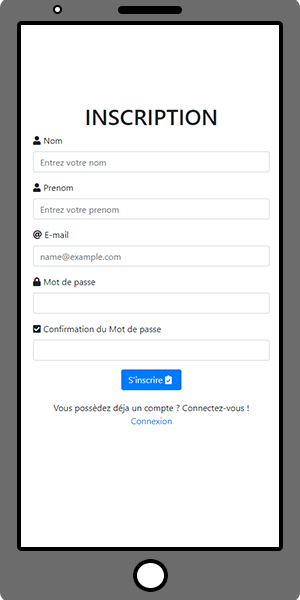 INSCRIPTION
Nom
Entrez votre nom
Prenom
Entrez votre prenom
E-mail
name@example.com
Mot de passe
Confirmation du Mot de passe
S'inscrire
Vous possèdez déja un compte ? Connectez-vous !
Connexion